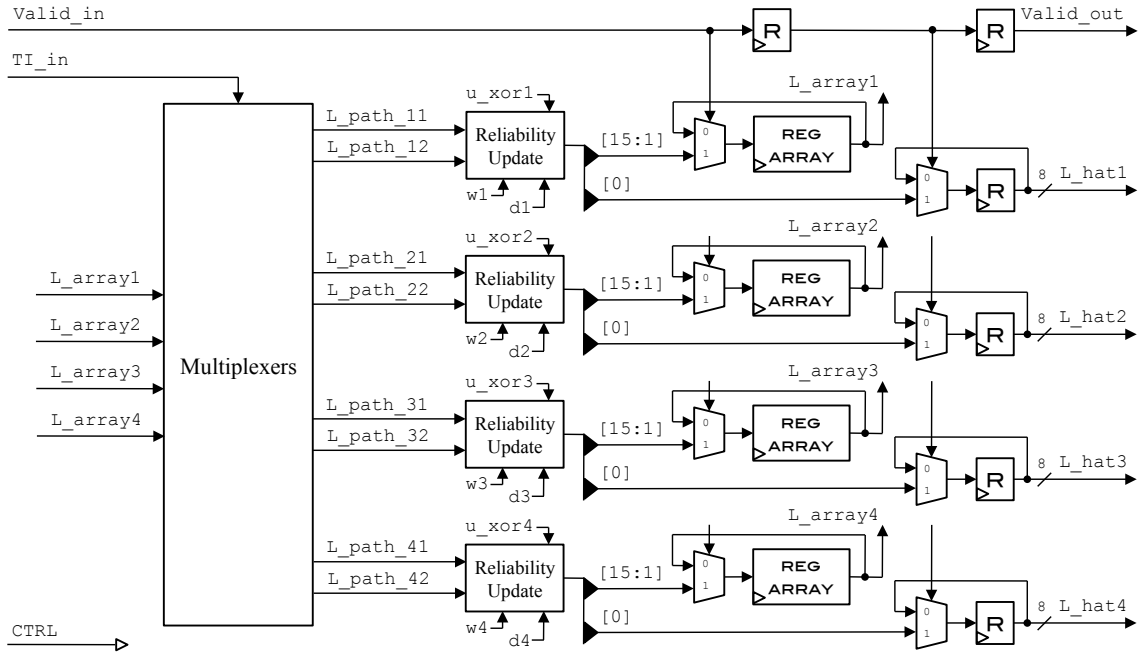 Valid_in
R
R
Valid_out
TI_in
u_xor1
L_array1
L_path_11
Reliability
Update
[15:1]
0
1
REG
ARRAY
L_path_12
[0]
0
1
R
8
L_hat1
w1
d1
u_xor2
L_array2
L_path_21
Reliability
Update
[15:1]
0
1
REG
ARRAY
L_path_22
[0]
0
1
R
8
L_hat2
w2
d2
L_array1
L_array2
L_array3
L_array4
Multiplexers
u_xor3
L_array3
L_path_31
Reliability
Update
[15:1]
0
1
REG
ARRAY
L_path_32
[0]
0
1
R
8
L_hat3
w3
d3
u_xor4
L_array4
L_path_41
Reliability
Update
[15:1]
0
1
REG
ARRAY
L_path_42
[0]
0
1
R
8
L_hat4
w4
d4
CTRL